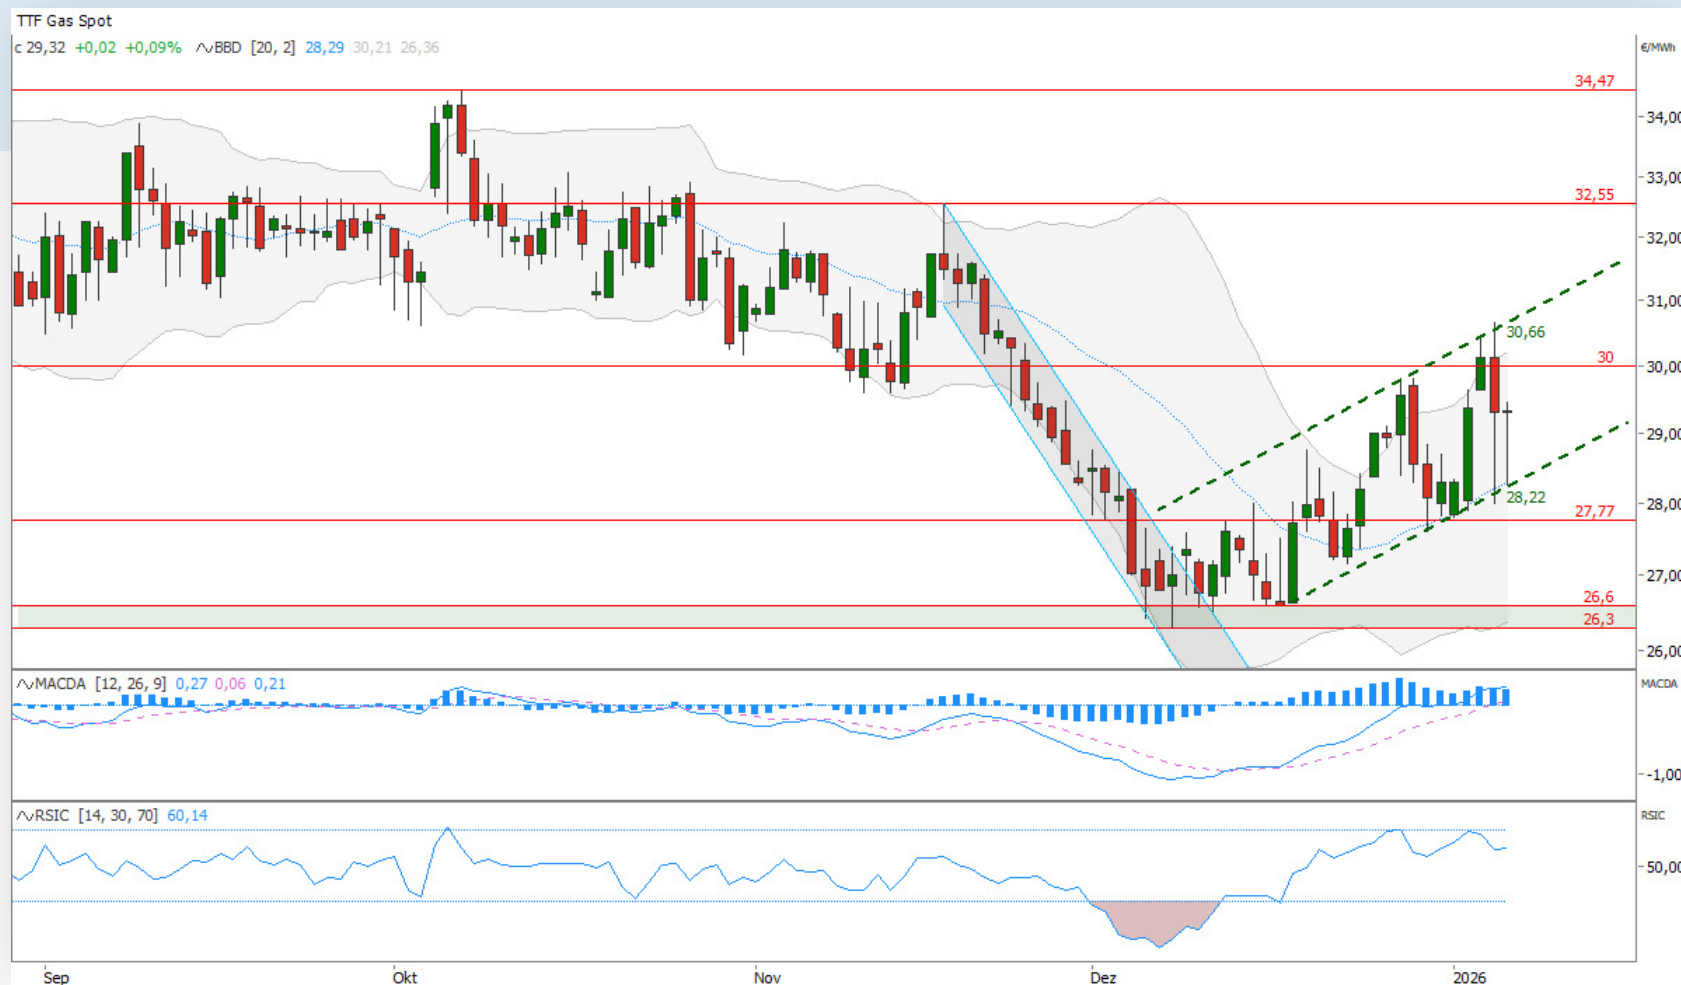 TTF Gas Spot
c 29,32 +0,02 +0,09% BBD [20, 2] 28,29 30,21 26,36
€/MWh
34,47
34,00
33,00
32,55
32,00
31,00
30,66
30
30,00
29,00
28,22
28,00
27,77
27,00
26,6
26,3
26,00
MACDA [12, 26, 9] 0,27 0,06 0,21
MACDA
-1,00
RSIC [14, 30, 70] 60,14
RSIC
50,00
Sep Okt Nov Dez 2026